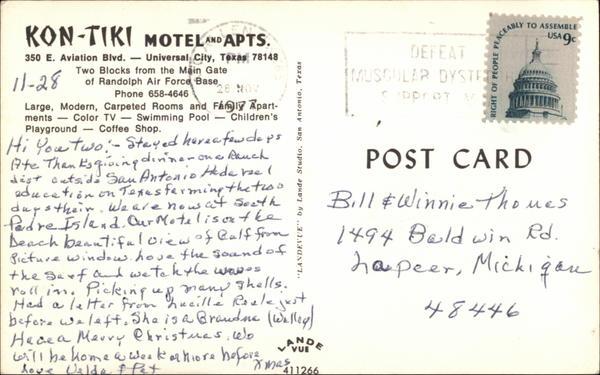 KON-TIKI MOTEL AND APTS.
350 E. Aviation Blvd. — Universal City, Texas 78148
Two Blocks from the Main Gate
of Randolph Air Force Base
Phone 658-4646
11-28
Large, Modern, Carpeted Rooms and Family Apart-
ments — Color TV — Swimming Pool — Children's
Playground — Coffee Shop.
Hi You two:- Stayed here a few days
Ate Thanksgiving dinner on a Ranch
just outside San Antonio. Had a real
education on Texas farming the two
days there. We are now at South
Padre Island. Our Motel is on the
beach beautiful view of Gulf from
Picture window. Love the sound of
the Surf and watch the waves
roll in. Picking up many shells.
Had a letter from Lucille just
before we left. She is a Grandma (Walley)
Have a Merry Christmas. We
will be home a week or more before
Xmas
Love Velda & Pat
"LANDEVUE" by Lande Studio, San Antonio, Texas
LANDE
VUE
411266
28 NOV
1977
DEFEAT
MUSCULAR DYSTROPHY
SUPPORT
RIGHT OF PEOPLE PEACEABLY TO ASSEMBLE
USA 9c
POST CARD
Bill & Winnie Thomas
1494 Baldwin Rd.
Lapeer, Michigan
48446